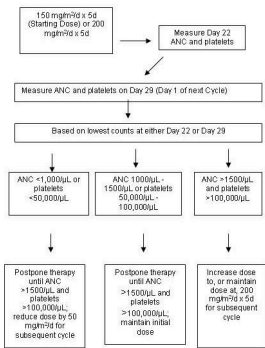 150 mg/m²/d x 5d
(Starting Dose) or 200
mg/m²/d x 5d
Measure Day 22
ANC and platelets
Measure ANC and platelets on Day 29 (Day 1 of next Cycle)
Based on lowest counts at either Day 22 or Day 29
ANC <1,000/µL or
platelets
<50,000/µL
ANC 1000/µL -
1500/µL or platelets
50,000/µL -
100,000/µL
ANC >1500/µL
and platelets
>100,000/µL
Postpone therapy
until ANC
>1500/µL and
platelets
>100,000/µL;
reduce dose by 50
mg/m²/d for
subsequent cycle
Postpone therapy
until ANC
>1500/µL and
platelets
>100,000/µL;
maintain initial
dose
Increase dose
to, or maintain
dose at, 200
mg/m²/d x 5d for
subsequent
cycle